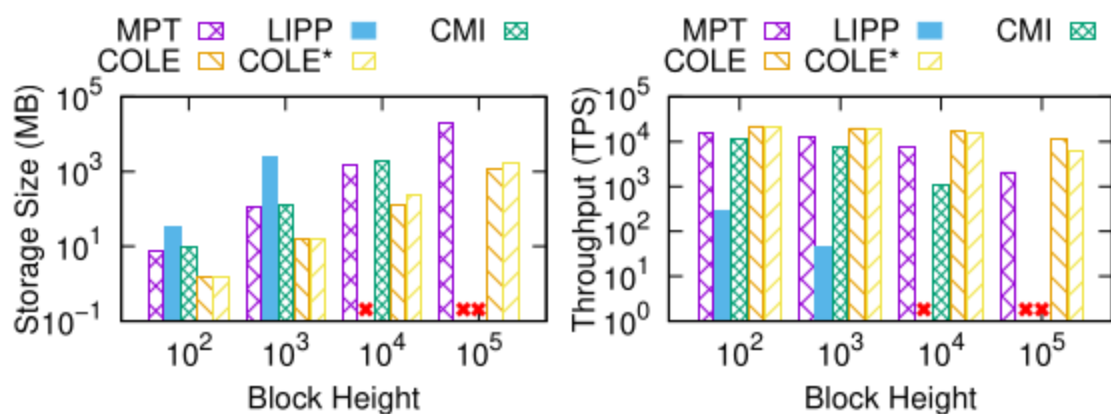 MPT LIPP CMI
COLE COLE*
Storage Size (MB)
10^5
10^3
10^1
10^-1
10^2 10^3 10^4 10^5
Block Height
MPT LIPP CMI
COLE COLE*
Throughput (TPS)
10^5
10^4
10^3
10^2
10^1
10^0
10^2 10^3 10^4 10^5
Block Height